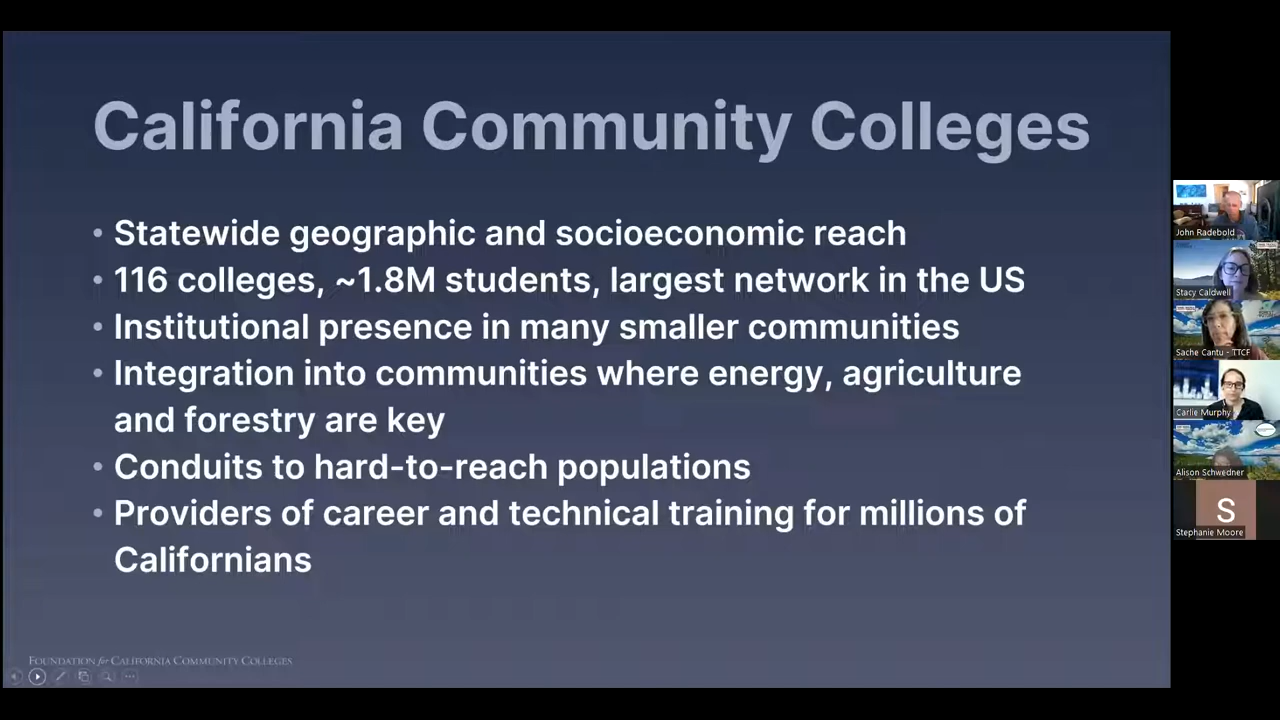 California Community Colleges
• Statewide geographic and socioeconomic reach
• 116 colleges, ~1.8M students, largest network in the US
• Institutional presence in many smaller communities
• Integration into communities where energy, agriculture
and forestry are key
• Conduits to hard-to-reach populations
• Providers of career and technical training for millions of
Californians
FOUNDATION for CALIFORNIA COMMUNITY COLLEGES
John Radebold
Stacy Caldwell
Sache Cantu - TTCF
Carlie Murphy
Alison Schwedner
S
Stephanie Moore